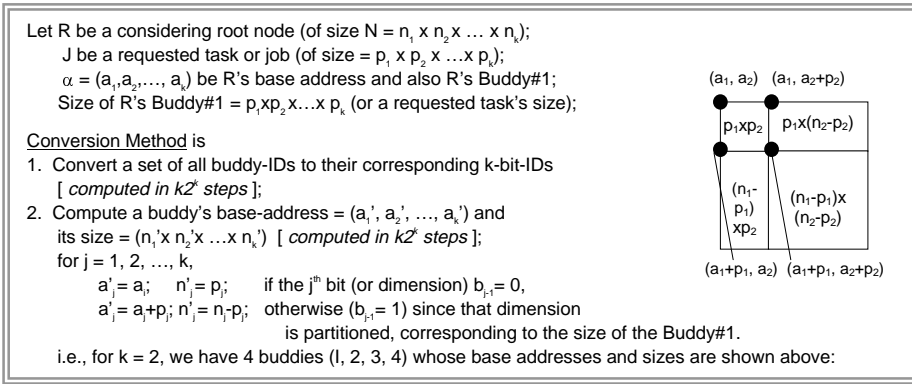 Let R be a considering root node (of size N = n₁ x n₂ x … x nₖ);
J be a requested task or job (of size = p₁ x p₂ x …x pₖ);
α = (a₁,a₂,…, aₖ) be R's base address and also R's Buddy#1;
Size of R's Buddy#1 = p₁xp₂x…x pₖ (or a requested task's size);
Conversion Method is
1. Convert a set of all buddy-IDs to their corresponding k-bit-IDs
[ computed in k2ᵏ steps ];
2. Compute a buddy's base-address = (a₁', a₂', …, aₖ') and
its size = (n₁'x n₂'x …x nₖ') [ computed in k2ᵏ steps ];
for j = 1, 2, …, k,
a'ⱼ = aⱼ; n'ⱼ = pⱼ; if the jᵗʰ bit (or dimension) bⱼ₋₁= 0,
a'ⱼ= aⱼ+pⱼ; n'ⱼ= nⱼ-pⱼ; otherwise (bⱼ₋₁= 1) since that dimension
is partitioned, corresponding to the size of the Buddy#1.
i.e., for k = 2, we have 4 buddies (I, 2, 3, 4) whose base addresses and sizes are shown above:
(a₁, a₂) (a₁, a₂+p₂)
p₁xp₂ p₁x(n₂-p₂)
(n₁-
p₁)
xp₂
(n₁-p₁)x
(n₂-p₂)
(a₁+p₁, a₂) (a₁+p₁, a₂+p₂)